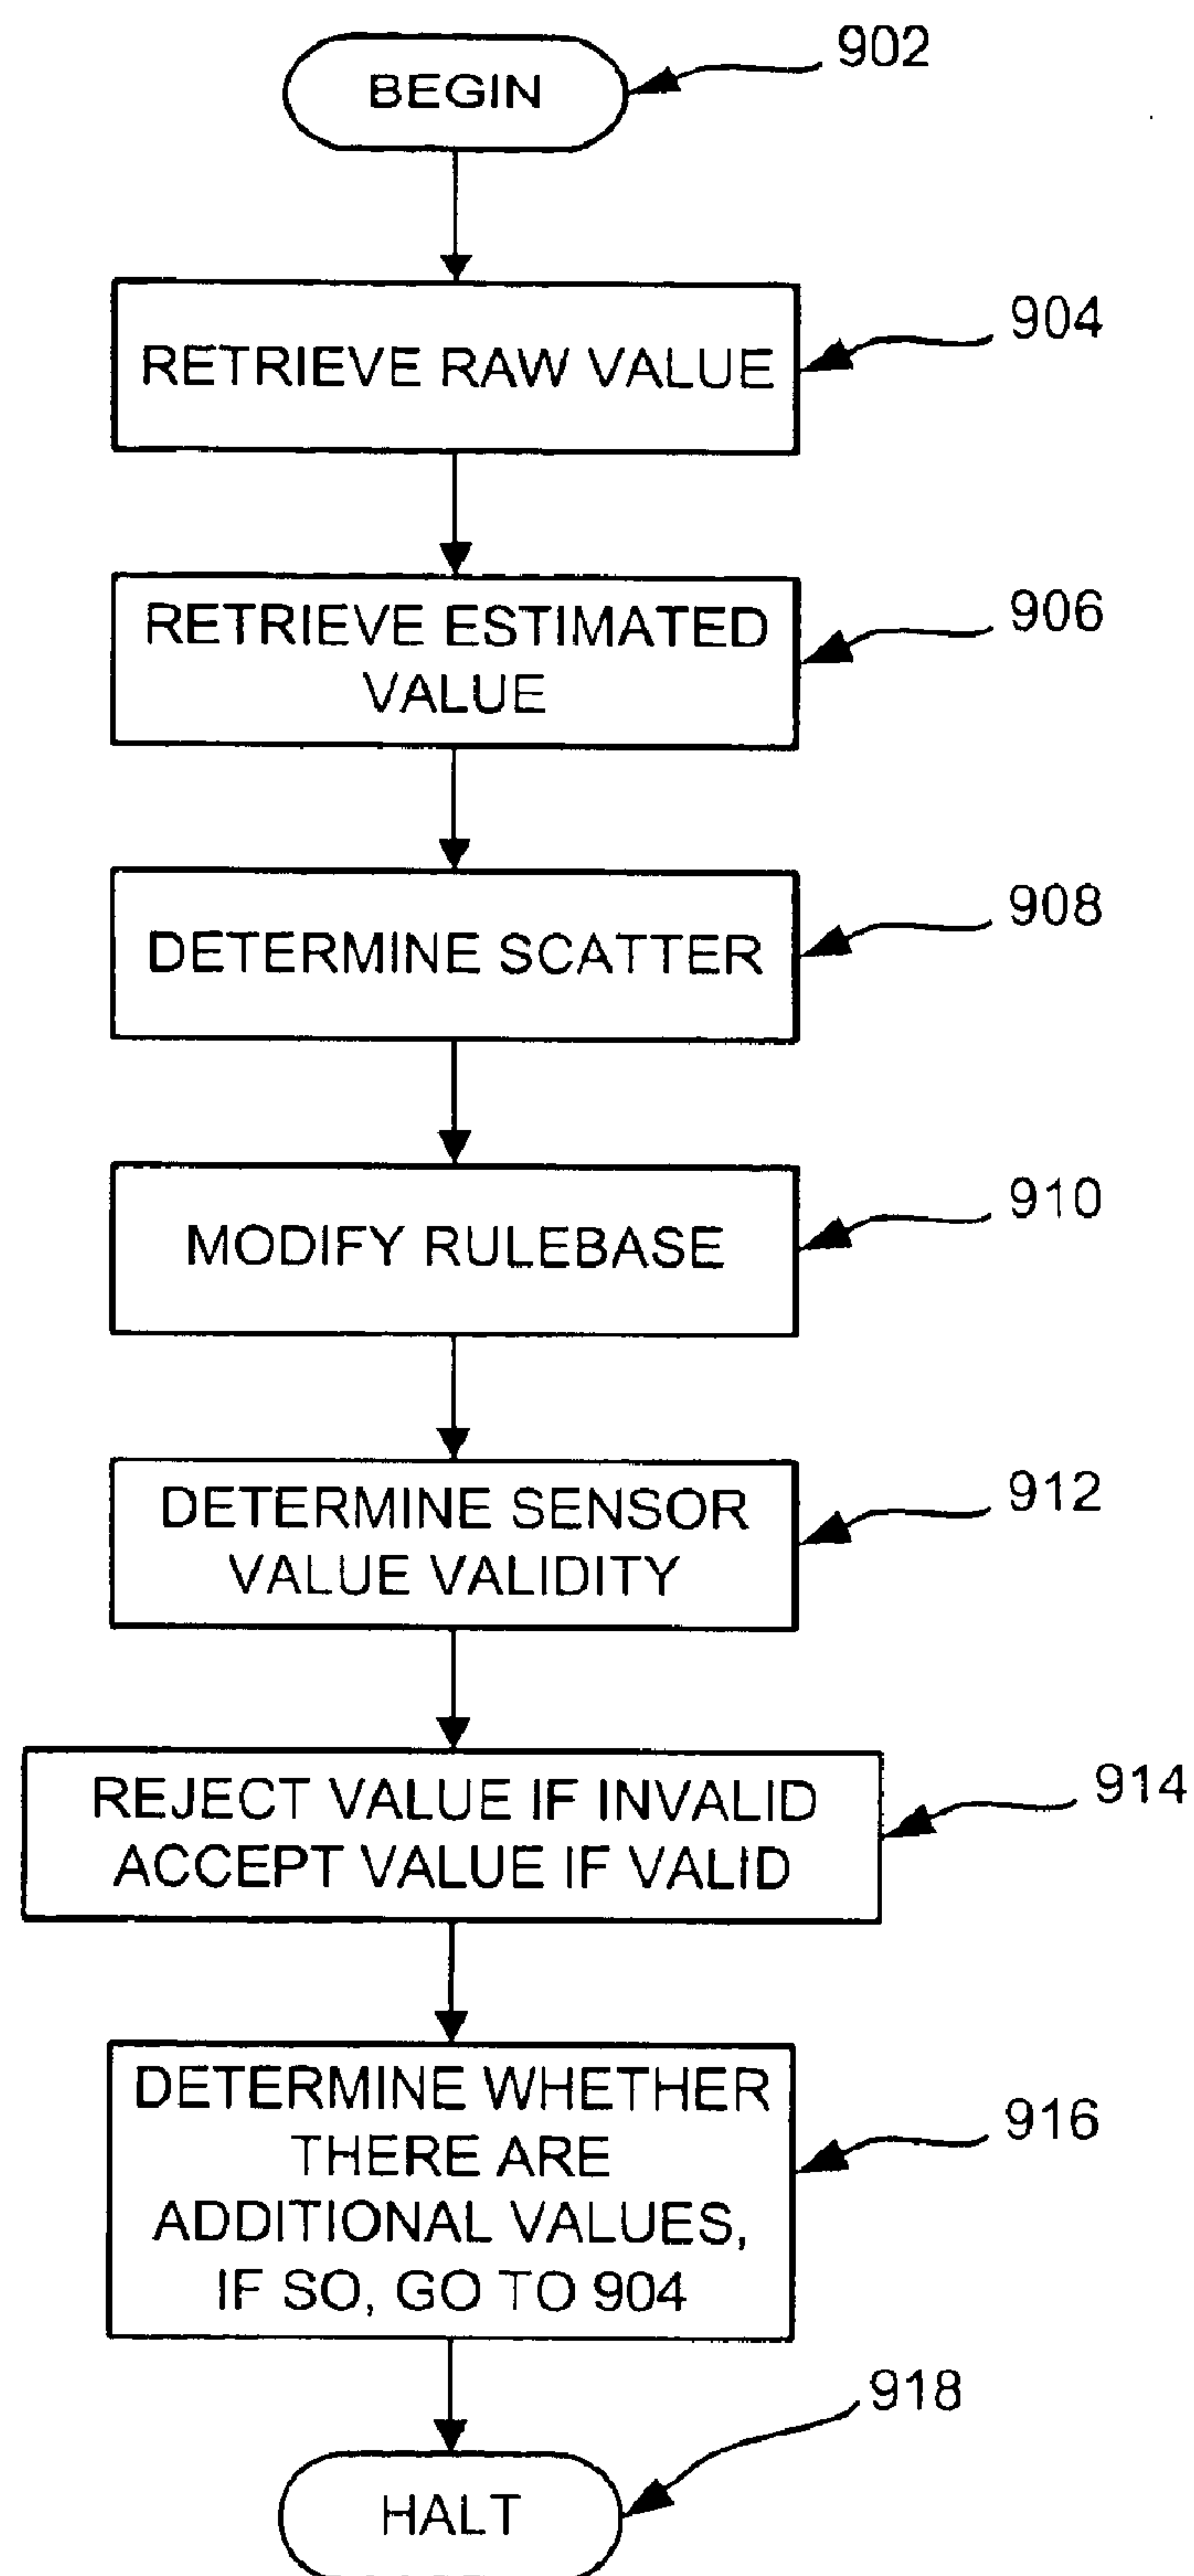 BEGIN
902
RETRIEVE RAW VALUE
904
RETRIEVE ESTIMATED
VALUE
906
DETERMINE SCATTER
908
MODIFY RULEBASE
910
DETERMINE SENSOR
VALUE VALIDITY
912
REJECT VALUE IF INVALID
ACCEPT VALUE IF VALID
914
DETERMINE WHETHER
THERE ARE
ADDITIONAL VALUES,
IF SO, GO TO 904
916
HALT
918